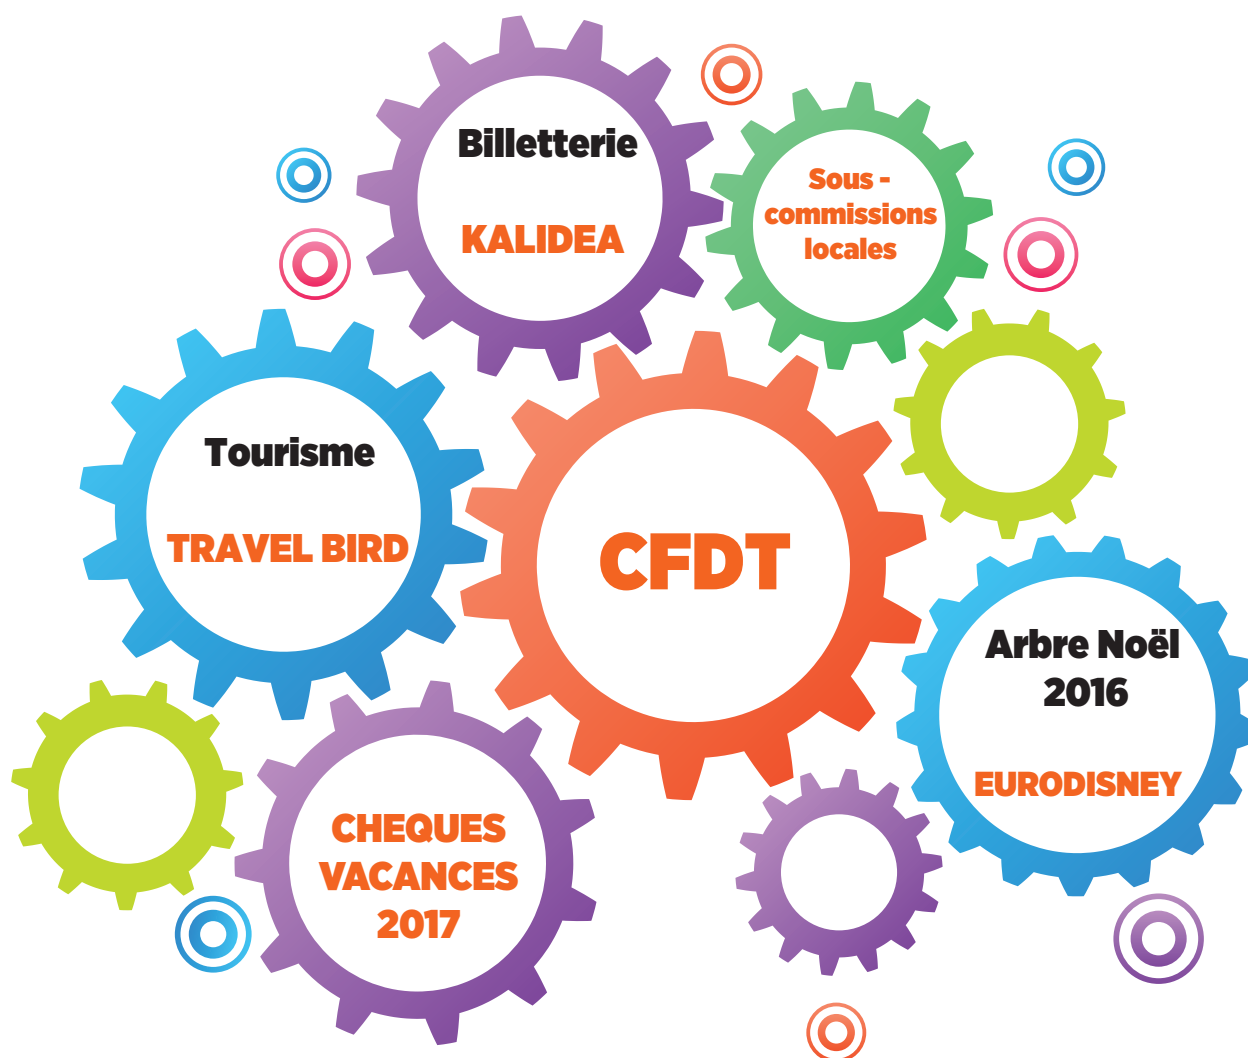 Billetterie
KALIDEA
Sous -
commissions
locales
Tourisme
TRAVEL BIRD
CFDT
Arbre Noël
2016
EURODISNEY
CHEQUES
VACANCES
2017